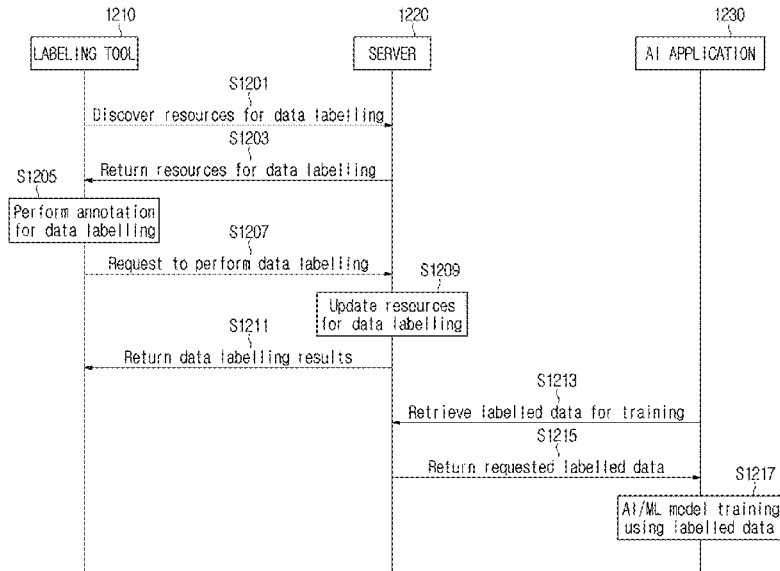 1210
1220
1230
LABELING TOOL
SERVER
AI APPLICATION
S1201
Discover resources for data labelling
S1203
Return resources for data labelling
S1205
Perform annotation
for data labelling
S1207
Request to perform data labelling
S1209
Update resources
for data labelling
S1211
Return data labelling results
S1213
Retrieve labelled data for training
S1215
Return requested labelled data
S1217
AI/ML model training
using labelled data